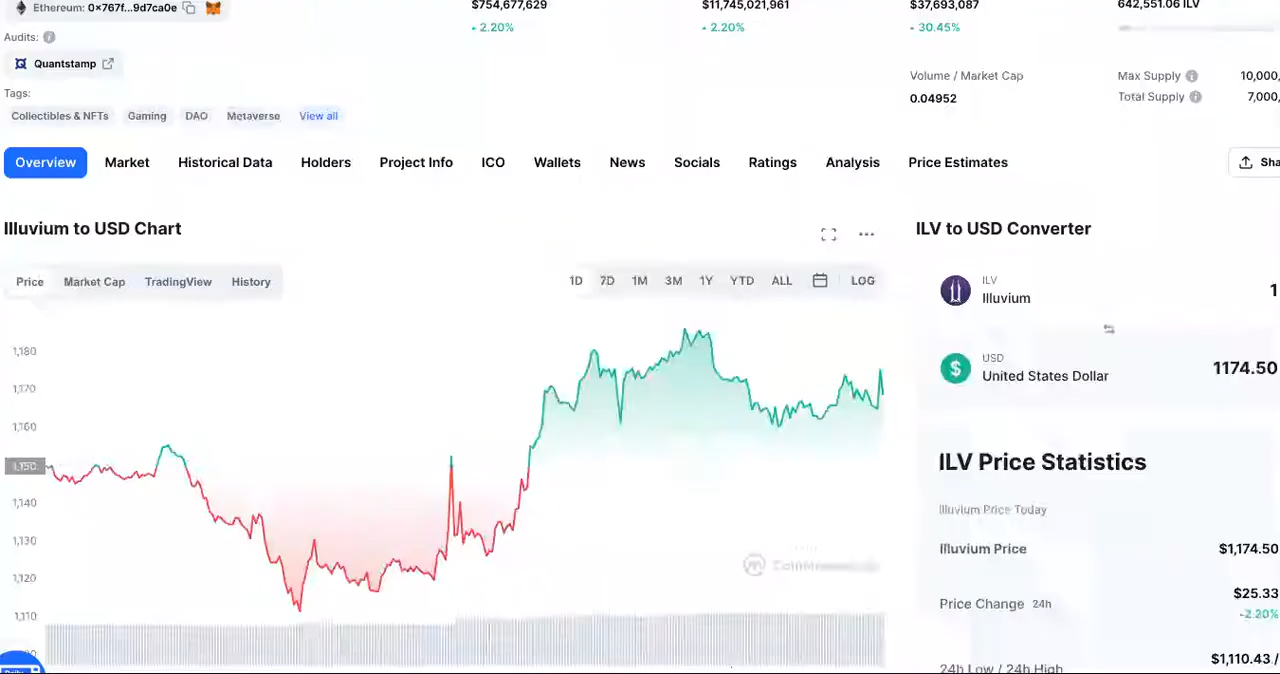 Ethereum: 0x767f...9d7ca0e
$754,677,629
$11,745,021,961
$37,693,087
642,551.06 ILV
- 2.20%
- 2.20%
- 30.45%
Audits:
Quantstamp
Volume / Market Cap
0.04952
Max Supply 10,000,
Total Supply 7,000,
Tags:
Collectibles & NFTs Gaming DAO Metaverse View all
Overview Market Historical Data Holders Project Info ICO Wallets News Socials Ratings Analysis Price Estimates Sha
Illuvium to USD Chart
Price Market Cap TradingView History
1D 7D 1M 3M 1Y YTD ALL LOG
1,180
1,170
1,160
1,150
1,140
1,130
1,120
1,110
ILV to USD Converter
ILV
Illuvium
1
USD
United States Dollar
1174.50
ILV Price Statistics
Illuvium Price Today
Illuvium Price $1,174.50
Price Change 24h $25.33
-2.20%
24h Low / 24h High $1,110.43 /